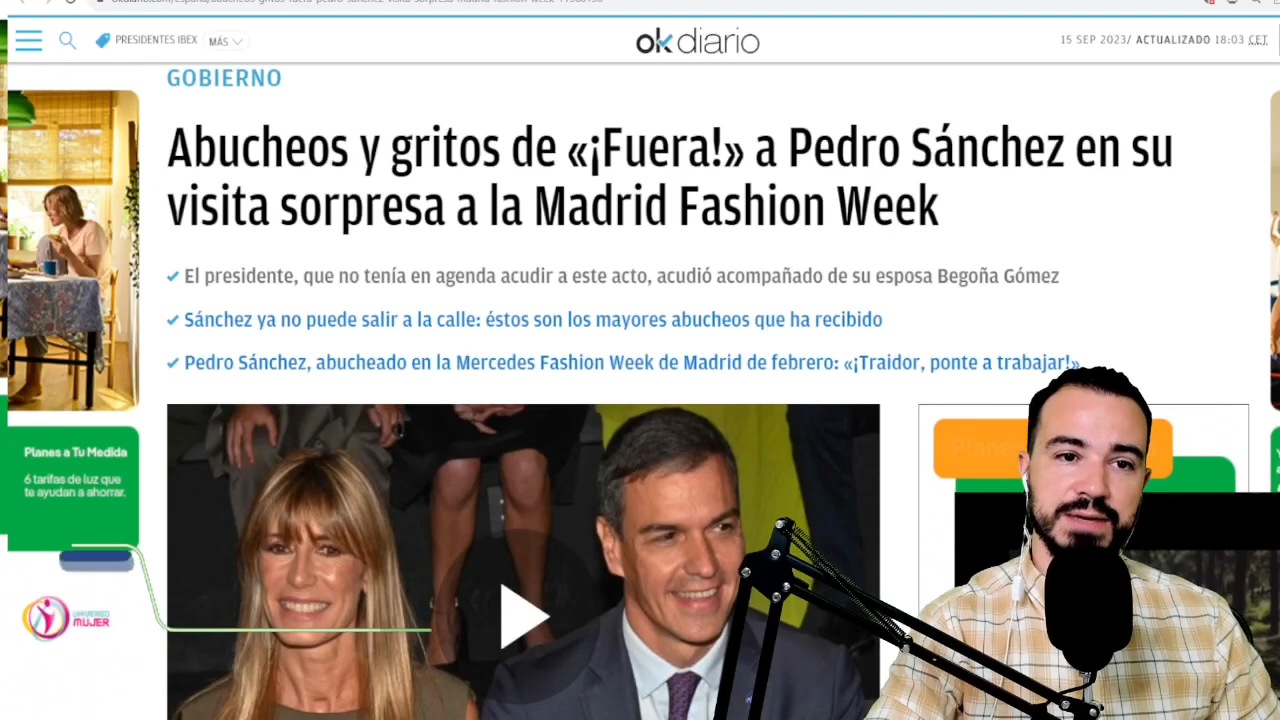 PRESIDENTES IBEX
MÁS
okdiario
15 SEP 2023/ ACTUALIZADO 18:03 CET
GOBIERNO
Abucheos y gritos de «¡Fuera!» a Pedro Sánchez en su
visita sorpresa a la Madrid Fashion Week
El presidente, que no tenía en agenda acudir a este acto, acudió acompañado de su esposa Begoña Gómez
Sánchez ya no puede salir a la calle: éstos son los mayores abucheos que ha recibido
Pedro Sánchez, abucheado en la Mercedes Fashion Week de Madrid de febrero: «¡Traidor, ponte a trabajar!»
Planes a Tu Medida
6 tarifas de luz que
te ayudan a ahorrar.
Planes
UNIVERSO
MUJER